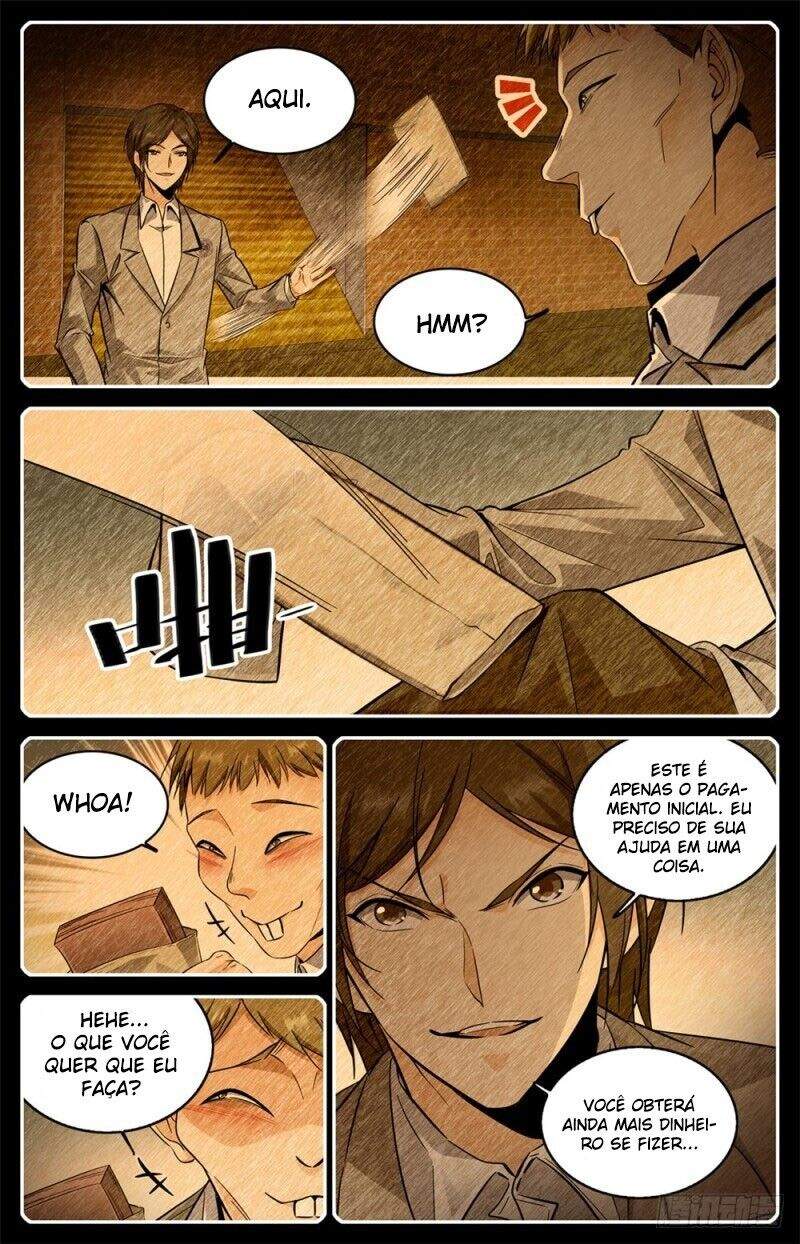 AQUI.
HMM?
WHOA!
ESTE É
APENAS O PAGA-
MENTO INICIAL. EU
PRECISO DE SUA
AJUDA EM UMA
COISA.
HEHE...
O QUE VOCÊ
QUER QUE EU
FAÇA?
VOCÊ OBTERÁ
AINDA MAIS DINHEI-
RO SE FIZER...